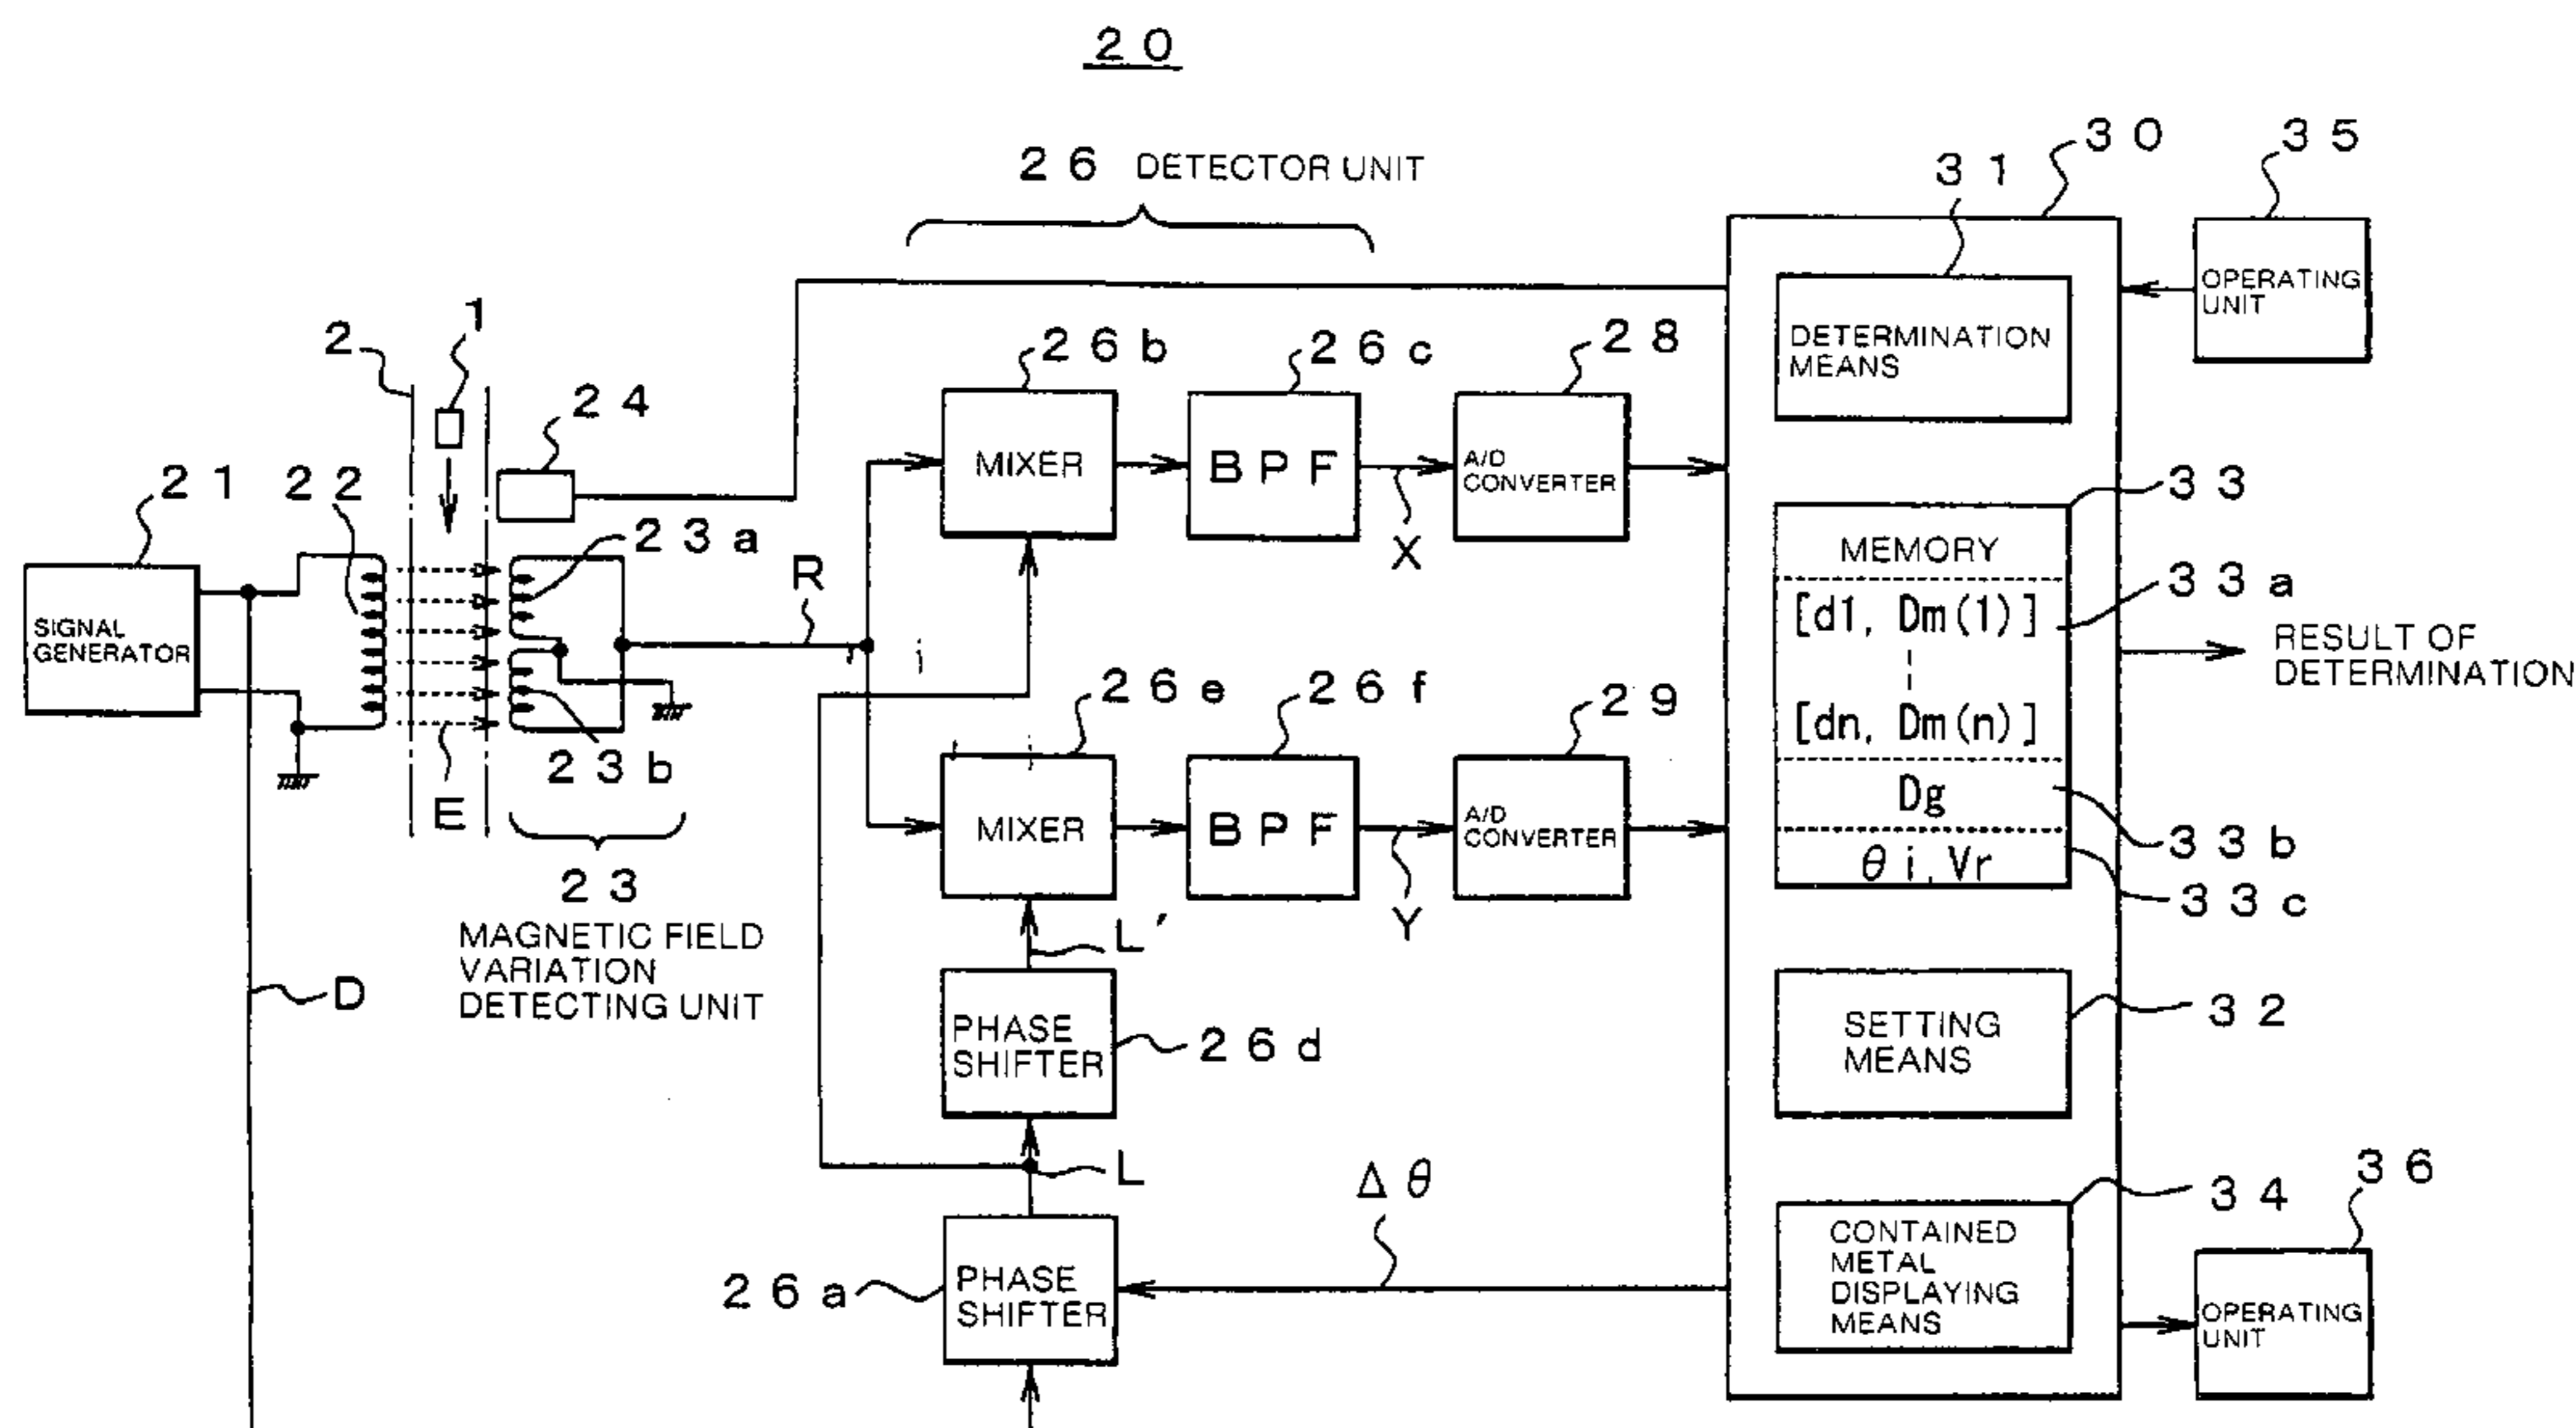 20
26 DETECTOR UNIT
30
35
31
OPERATING
UNIT
DETERMINATION
MEANS
2
1
24
26b
26c
28
MIXER
BPF
A/D
CONVERTER
X
33
MEMORY
33a
[d1, Dm(1)]
[dn, Dm(n)]
Dg
33b
θi, Vr
33c
RESULT OF
DETERMINATION
21
22
23a
SIGNAL
GENERATOR
R
23b
E
23
MAGNETIC FIELD
VARIATION
DETECTING UNIT
D
26e
26f
29
MIXER
BPF
A/D
CONVERTER
Y
L'
PHASE
SHIFTER
26d
L
Δθ
26a
PHASE
SHIFTER
SETTING
MEANS
32
34
CONTAINED
METAL
DISPLAYING
MEANS
36
OPERATING
UNIT